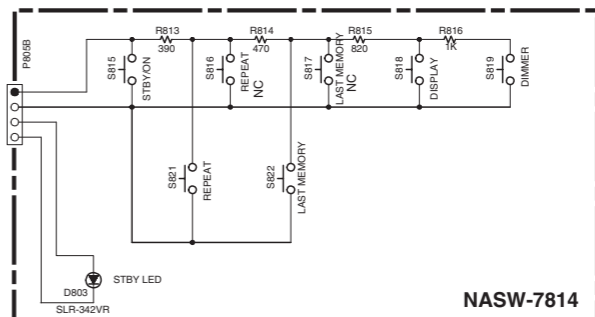 P805B
R813
390
R814
470
R815
820
R816
1K
S815
STBY/ON
S816
REPEAT
NC
S817
LAST MEMORY
NC
S818
DISPLAY
S819
DIMMER
S821
REPEAT
S822
LAST MEMORY
D803
STBY LED
SLR-342VR
NASW-7814